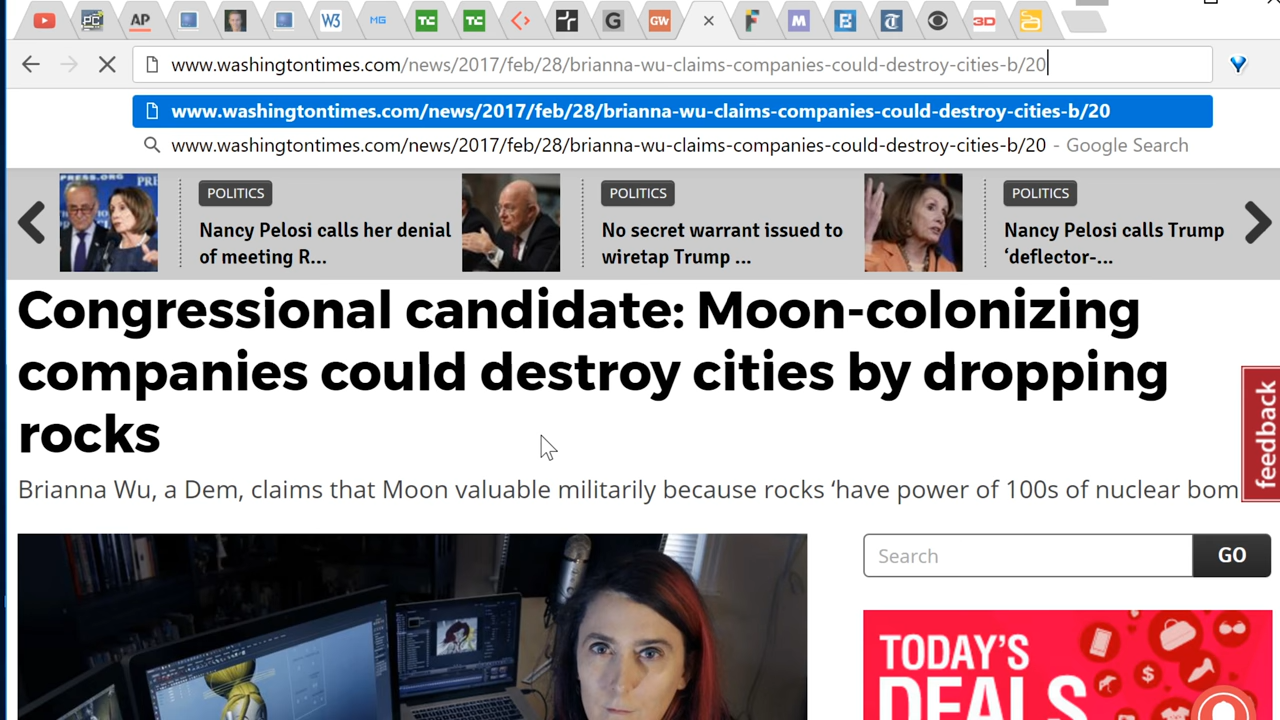 AP
W3
MG
TC
TC
G
GW
F
M
B
T
3D
www.washingtontimes.com/news/2017/feb/28/brianna-wu-claims-companies-could-destroy-cities-b/20
www.washingtontimes.com/news/2017/feb/28/brianna-wu-claims-companies-could-destroy-cities-b/20
www.washingtontimes.com/news/2017/feb/28/brianna-wu-claims-companies-could-destroy-cities-b/20 - Google Search
POLITICS
Nancy Pelosi calls her denial
of meeting R...
POLITICS
No secret warrant issued to
wiretap Trump ...
POLITICS
Nancy Pelosi calls Trump
‘deflector-...
Congressional candidate: Moon-colonizing
companies could destroy cities by dropping
rocks
Brianna Wu, a Dem, claims that Moon valuable militarily because rocks ‘have power of 100s of nuclear bom
feedback
Search
GO
TODAY'S
DEALS